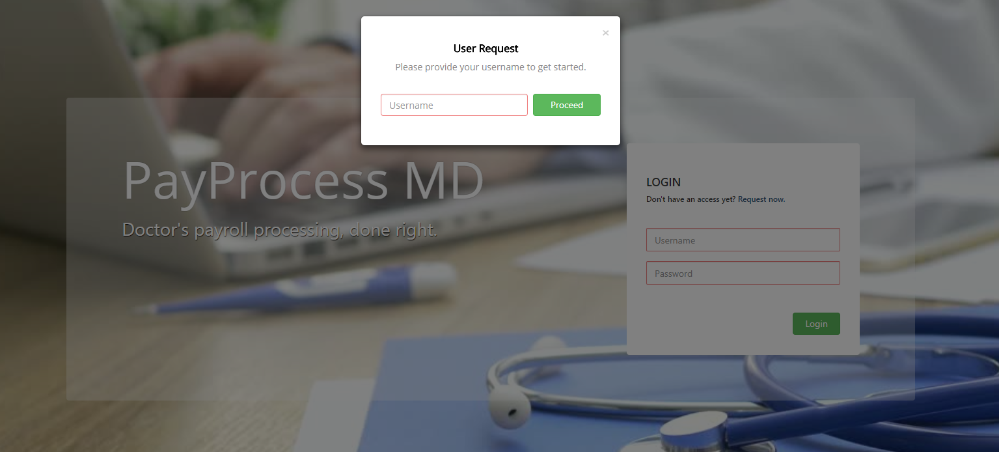 ×
User Request
Please provide your username to get started.
Username
Proceed
PayProcess MD
Doctor's payroll processing, done right.
LOGIN
Don't have an access yet? Request now.
Username
Password
Login